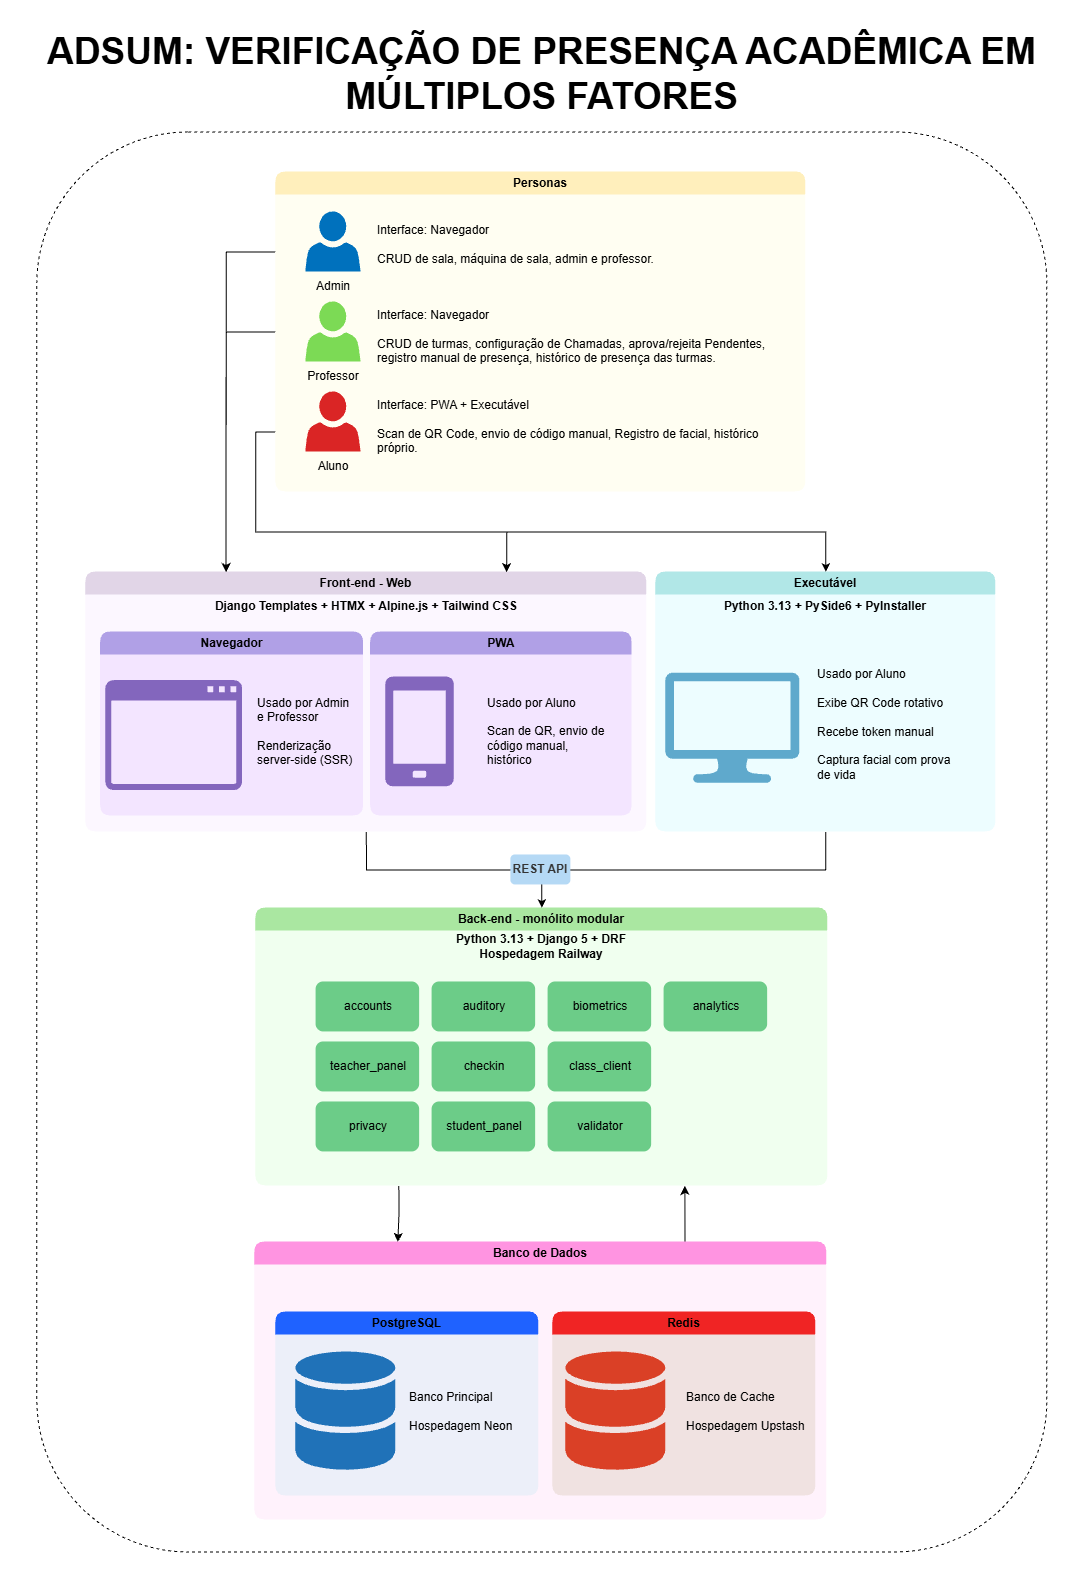 ADSUM: VERIFICAÇÃO DE PRESENÇA ACADÊMICA EM
MÚLTIPLOS FATORES
Personas
Interface: Navegador
CRUD de sala, máquina de sala, admin e professor.
Admin
Interface: Navegador
CRUD de turmas, configuração de Chamadas, aprova/rejeita Pendentes,
registro manual de presença, histórico de presença das turmas.
Professor
Interface: PWA + Executável
Scan de QR Code, envio de código manual, Registro de facial, histórico
próprio.
Aluno
Front-end - Web
Django Templates + HTMX + Alpine.js + Tailwind CSS
Navegador
Usado por Admin
e Professor
Renderização
server-side (SSR)
PWA
Usado por Aluno
Scan de QR, envio de
código manual,
histórico
Executável
Python 3.13 + PySide6 + PyInstaller
Usado por Aluno
Exibe QR Code rotativo
Recebe token manual
Captura facial com prova
de vida
REST API
Back-end - monólito modular
Python 3.13 + Django 5 + DRF
Hospedagem Railway
accounts
auditory
biometrics
analytics
teacher_panel
checkin
class_client
privacy
student_panel
validator
Banco de Dados
PostgreSQL
Banco Principal
Hospedagem Neon
Redis
Banco de Cache
Hospedagem Upstash